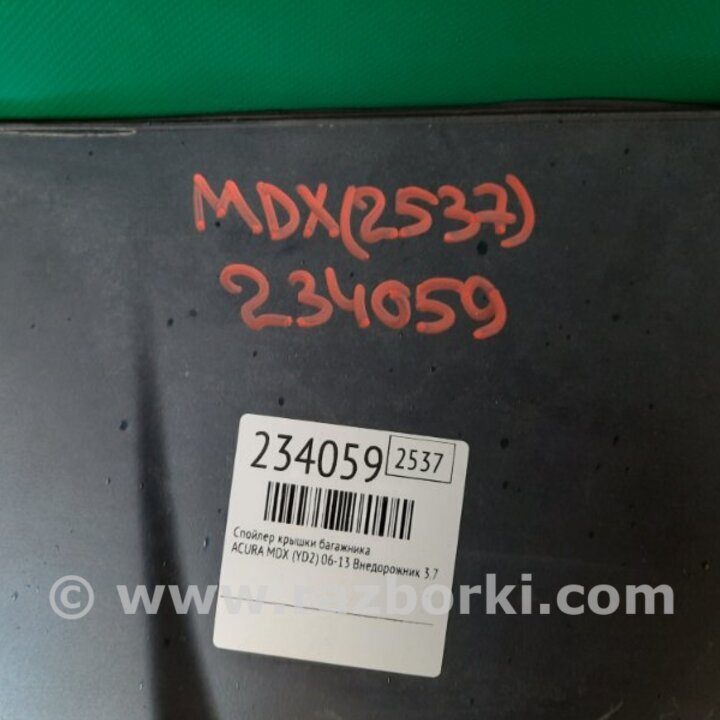 MDX(2537)
234059
234059 2537
Спойлер крышки багажника
ACURA MDX (YD2) 06-13 Внедорожник 3.7
© www.razborki.com